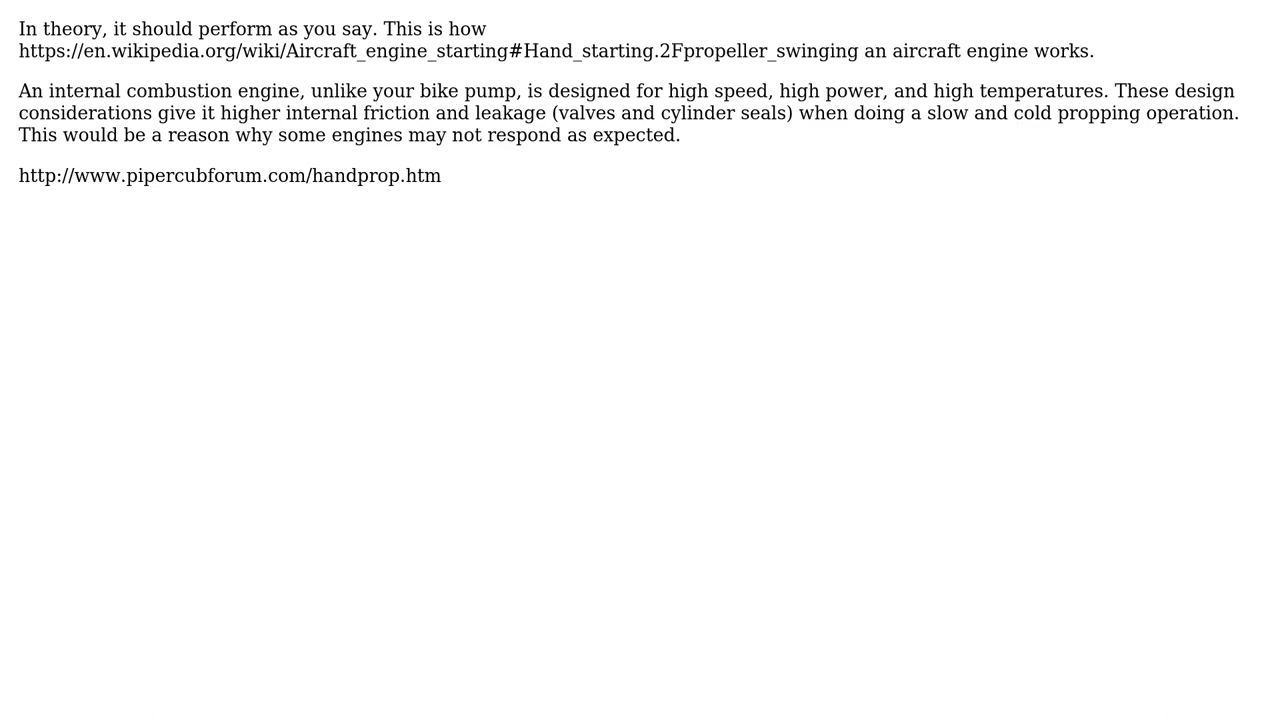 In theory, it should perform as you say. This is how
https://en.wikipedia.org/wiki/Aircraft_engine_starting#Hand_starting.2Fpropeller_swinging an aircraft engine works.
An internal combustion engine, unlike your bike pump, is designed for high speed, high power, and high temperatures. These design
considerations give it higher internal friction and leakage (valves and cylinder seals) when doing a slow and cold propping operation.
This would be a reason why some engines may not respond as expected.
http://www.pipercubforum.com/handprop.htm